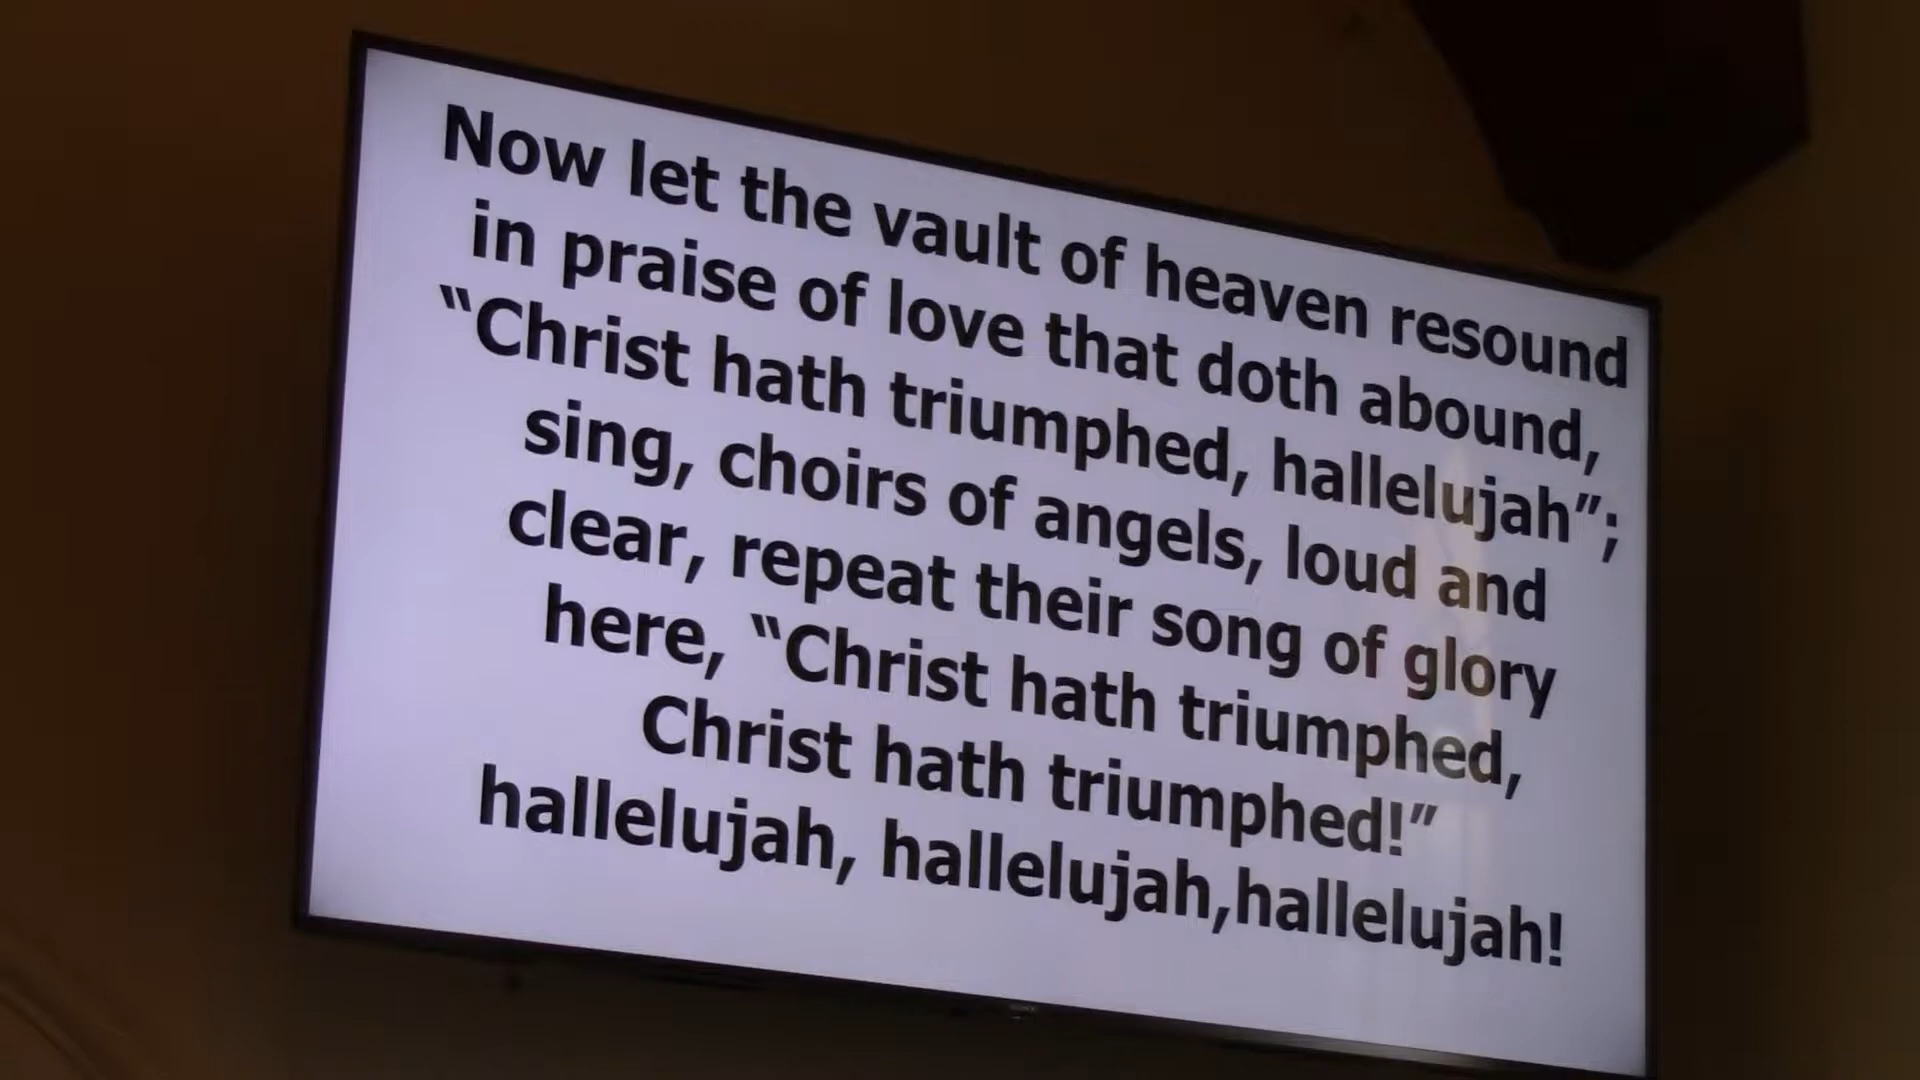 Now let the vault of heaven resound
in praise of love that doth abound,
“Christ hath triumphed, hallelujah”;
sing, choirs of angels, loud and
clear, repeat their song of glory
here, “Christ hath triumphed,
Christ hath triumphed!”
hallelujah, hallelujah,hallelujah!